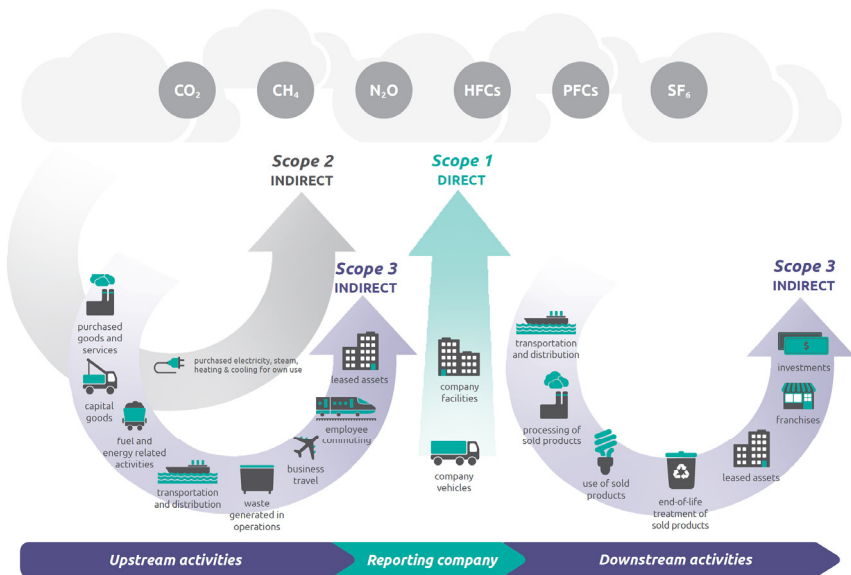 CO₂
CH₄
N₂O
HFCs
PFCs
SF₆
Scope 2
INDIRECT
Scope 1
DIRECT
Scope 3
INDIRECT
Scope 3
INDIRECT
purchased
goods and
services
capital
goods
fuel and
energy related
activities
transportation
and distribution
waste
generated in
operations
business
travel
employee
commuting
leased assets
purchased electricity, steam,
heating & cooling for own use
company
facilities
company
vehicles
transportation
and distribution
processing of
sold products
use of sold
products
end-of-life
treatment of
sold products
leased assets
franchises
$
investments
Upstream activities
Reporting company
Downstream activities